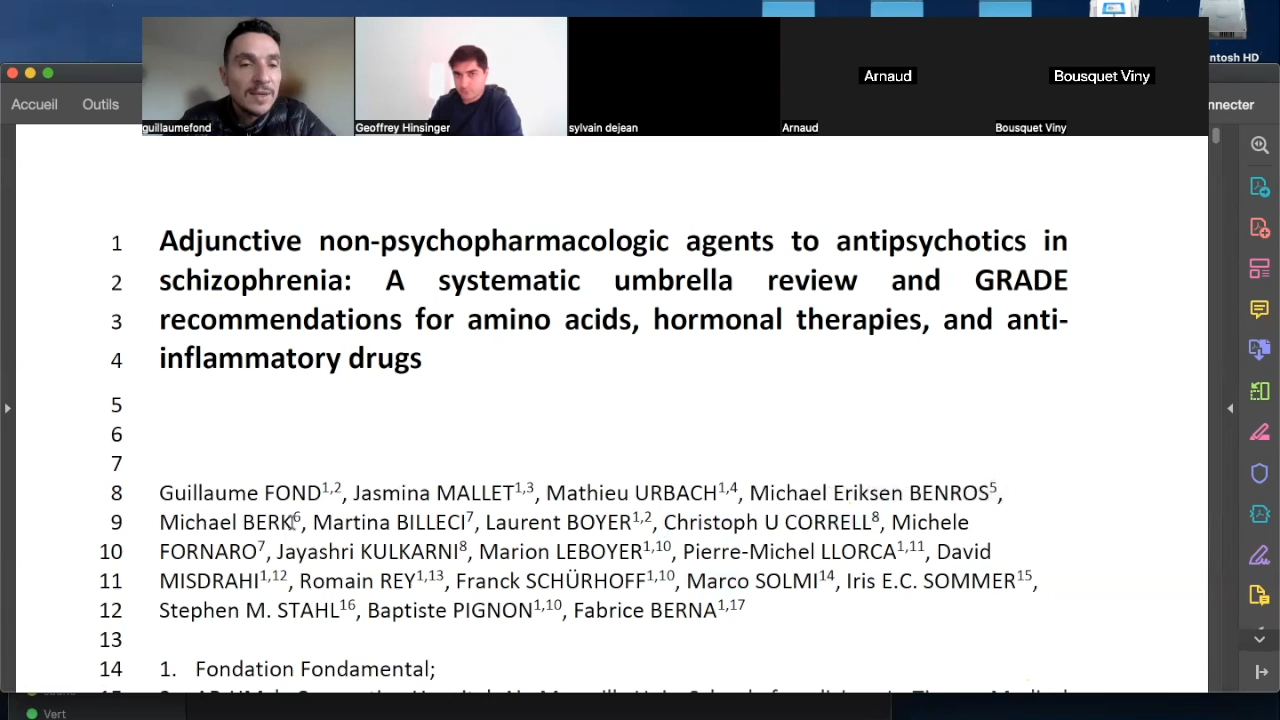 ntosh HD
Arnaud
Bousquet Viny
guillaumefond
Geoffrey Hinsinger
sylvain dejean
Arnaud
Bousquet Viny
Accueil Outils
nnecter
1 Adjunctive non-psychopharmacologic agents to antipsychotics in
2 schizophrenia: A systematic umbrella review and GRADE
3 recommendations for amino acids, hormonal therapies, and anti-
4 inflammatory drugs
5
6
7
8 Guillaume FOND1,2, Jasmina MALLET1,3, Mathieu URBACH1,4, Michael Eriksen BENROS5,
9 Michael BERK6, Martina BILLECI7, Laurent BOYER1,2, Christoph U CORRELL8, Michele
10 FORNARO7, Jayashri KULKARNI8, Marion LEBOYER1,10, Pierre-Michel LLORCA1,11, David
11 MISDRAHI1,12, Romain REY1,13, Franck SCHÜRHOFF1,10, Marco SOLMI14, Iris E.C. SOMMER15,
12 Stephen M. STAHL16, Baptiste PIGNON1,10, Fabrice BERNA1,17
13
14 1. Fondation Fondamental;
Vert